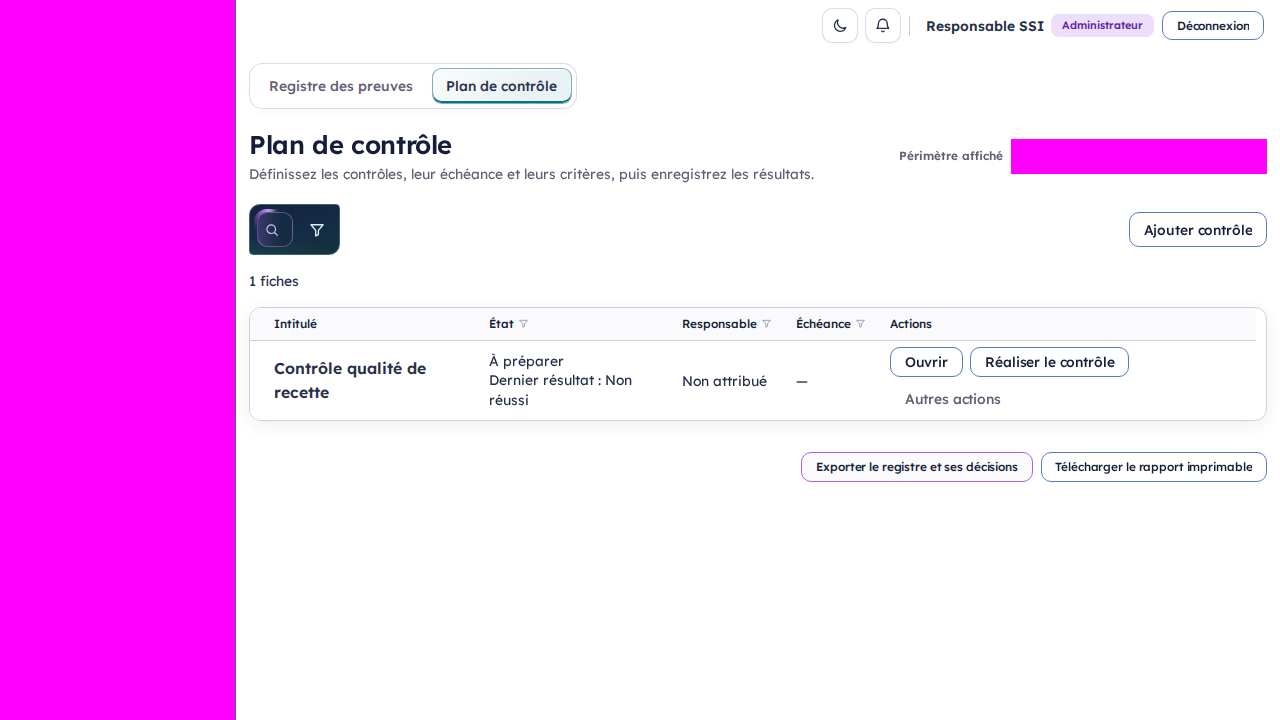 Responsable SSI
Administrateur
Déconnexion
Registre des preuves
Plan de contrôle
Plan de contrôle
Définissez les contrôles, leur échéance et leurs critères, puis enregistrez les résultats.
Périmètre affiché
Ajouter contrôle
1 fiches
Intitulé
État
Responsable
Échéance
Actions
Contrôle qualité de
recette
À préparer
Dernier résultat : Non
réussi
Non attribué
—
Ouvrir
Réaliser le contrôle
Autres actions
Exporter le registre et ses décisions
Télécharger le rapport imprimable